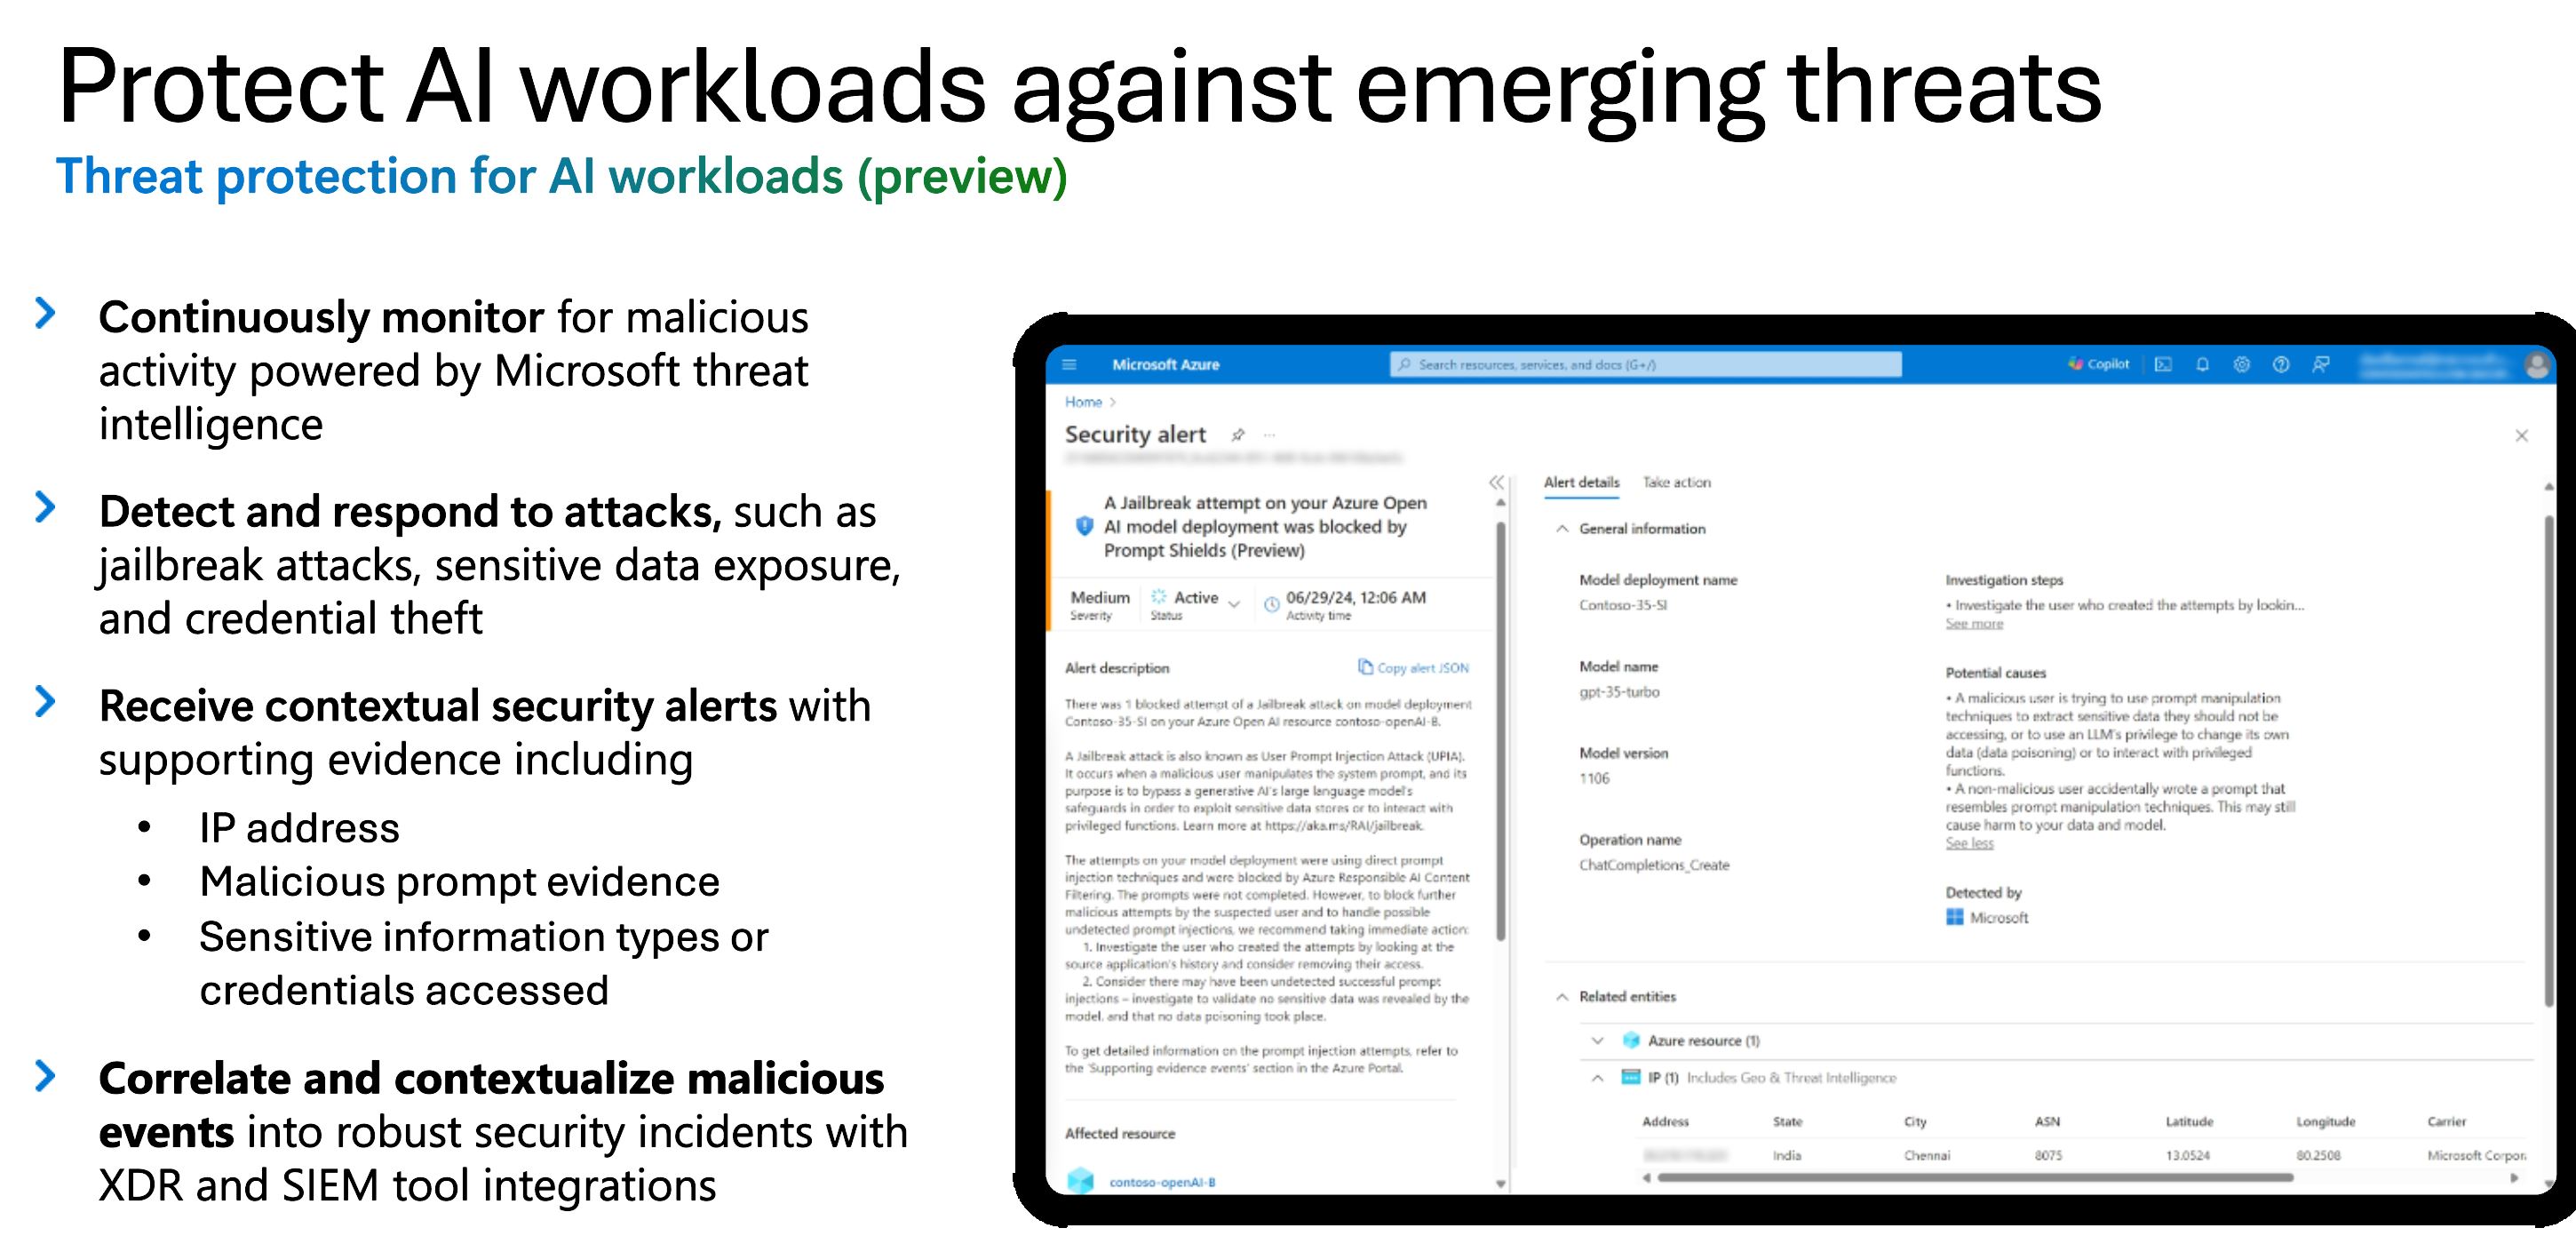 Protect AI workloads against emerging threats
Threat protection for AI workloads (preview)
Continuously monitor for malicious
activity powered by Microsoft threat
intelligence
Detect and respond to attacks, such as
jailbreak attacks, sensitive data exposure,
and credential theft
Receive contextual security alerts with
supporting evidence including
• IP address
• Malicious prompt evidence
• Sensitive information types or
credentials accessed
Correlate and contextualize malicious
events into robust security incidents with
XDR and SIEM tool integrations
Microsoft Azure
Search resources, services, and docs (G+/)
Copilot
Home >
Security alert
A Jailbreak attempt on your Azure Open
AI model deployment was blocked by
Prompt Shields (Preview)
Medium
Severity
Active
Status
06/29/24, 12:06 AM
Activity time
Alert description
Copy alert JSON
There was 1 blocked attempt of a Jailbreak attack on model deployment
Contoso-35-SI on your Azure Open AI resource contoso-openAI-B.
A Jailbreak attack is also known as User Prompt Injection Attack (UPIA).
It occurs when a malicious user manipulates the system prompt, and its
purpose is to bypass a generative AI's large language model's
safeguards in order to exploit sensitive data stores or to interact with
privileged functions. Learn more at https://aka.ms/RAI/jailbreak.
The attempts on your model deployment were using direct prompt
injection techniques and were blocked by Azure Responsible AI Content
Filtering. The prompts were not completed. However, to block further
malicious attempts by the suspected user and to handle possible
undetected prompt injections, we recommend taking immediate action:
1. Investigate the user who created the attempts by looking at the
source application's history and consider removing their access.
2. Consider there may have been undetected successful prompt
injections – investigate to validate no sensitive data was revealed by the
model, and that no data poisoning took place.
To get detailed information on the prompt injection attempts, refer to
the 'Supporting evidence events' section in the Azure Portal.
Affected resource
contoso-openAI-B
Alert details
Take action
General information
Model deployment name
Contoso-35-SI
Model name
gpt-35-turbo
Model version
1106
Operation name
ChatCompletions_Create
Investigation steps
• Investigate the user who created the attempts by lookin...
See more
Potential causes
• A malicious user is trying to use prompt manipulation
techniques to extract sensitive data they should not be
accessing, or to use an LLM's privilege to change its own
data (data poisoning) or to interact with privileged
functions.
• A non-malicious user accidentally wrote a prompt that
resembles prompt manipulation techniques. This may still
cause harm to your data and model.
See less
Detected by
Microsoft
Related entities
Azure resource (1)
IP (1) Includes Geo & Threat Intelligence
Address State City ASN Latitude Longitude Carrier
India Chennai 8075 13.0524 80.2508 Microsoft Corpor